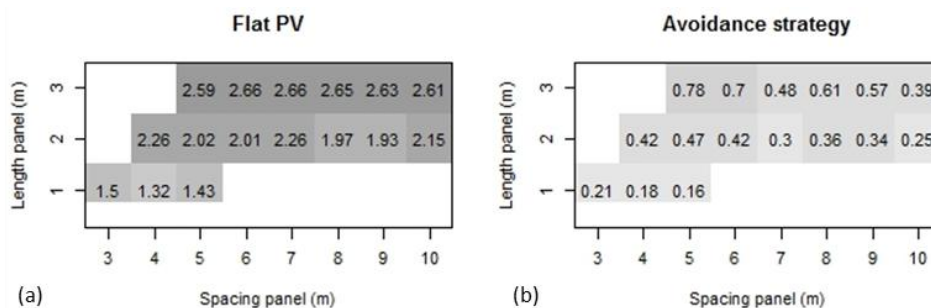 Flat PV
Length panel (m)
3
2.59 2.66 2.66 2.65 2.63 2.61
2
2.26 2.02 2.01 2.26 1.97 1.93 2.15
1
1.5 1.32 1.43
3 4 5 6 7 8 9 10
(a)
Spacing panel (m)
Avoidance strategy
Length panel (m)
3
0.78 0.7 0.48 0.61 0.57 0.39
2
0.42 0.47 0.42 0.3 0.36 0.34 0.25
1
0.21 0.18 0.16
3 4 5 6 7 8 9 10
(b)
Spacing panel (m)